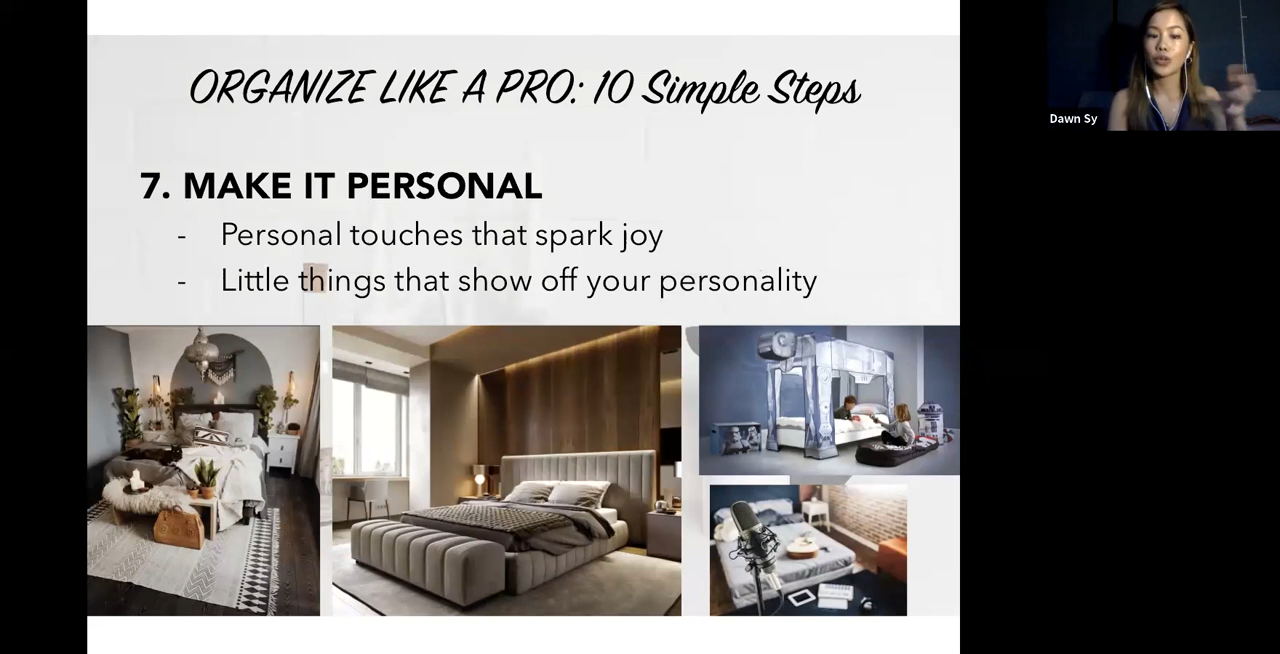 ORGANIZE LIKE A PRO: 10 Simple Steps
7. MAKE IT PERSONAL
- Personal touches that spark joy
- Little things that show off your personality
Dawn Sy